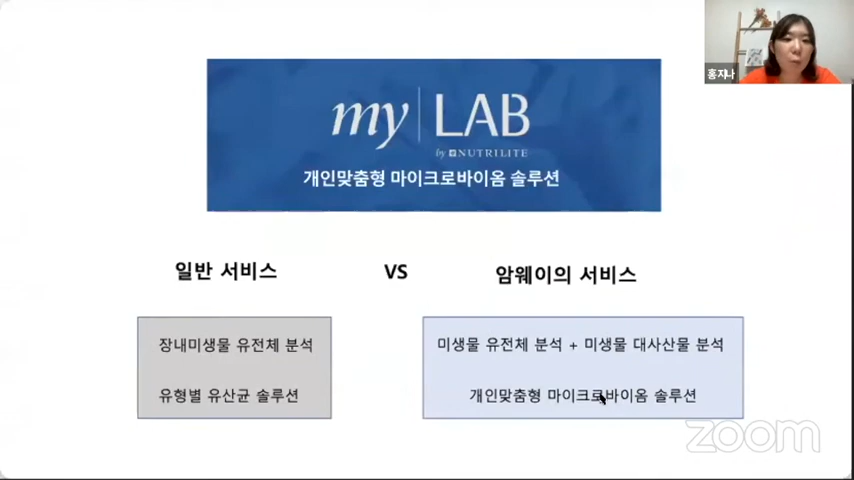 홍지나
my LAB
by NUTRILITE
개인맞춤형 마이크로바이옴 솔루션
일반 서비스
VS
암웨이의 서비스
장내미생물 유전체 분석
유형별 유산균 솔루션
미생물 유전체 분석 + 미생물 대사산물 분석
개인맞춤형 마이크로바이옴 솔루션
zoom